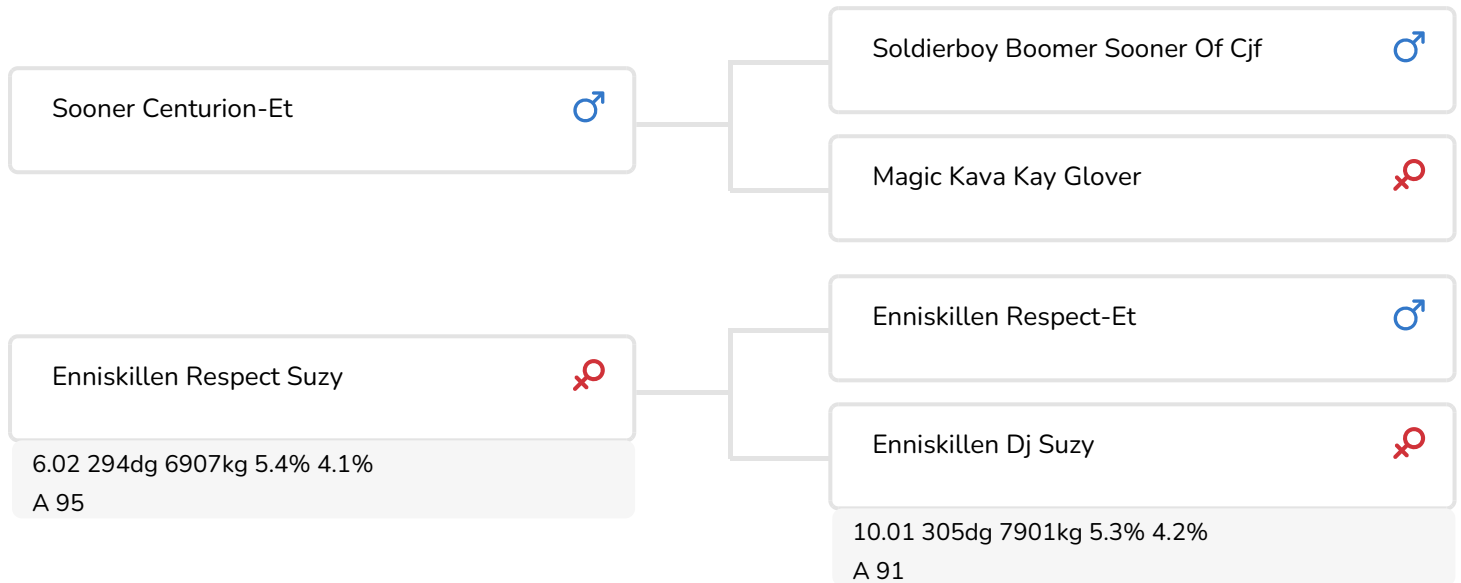 Soldierboy Boomer Sooner Of Cjf
Sooner Centurion-Et
Magic Kava Kay Glover
Enniskillen Respect-Et
Enniskillen Respect Suzy
6.02 294dg 6907kg 5.4% 4.1%
A 95
Enniskillen Dj Suzy
10.01 305dg 7901kg 5.3% 4.2%
A 91